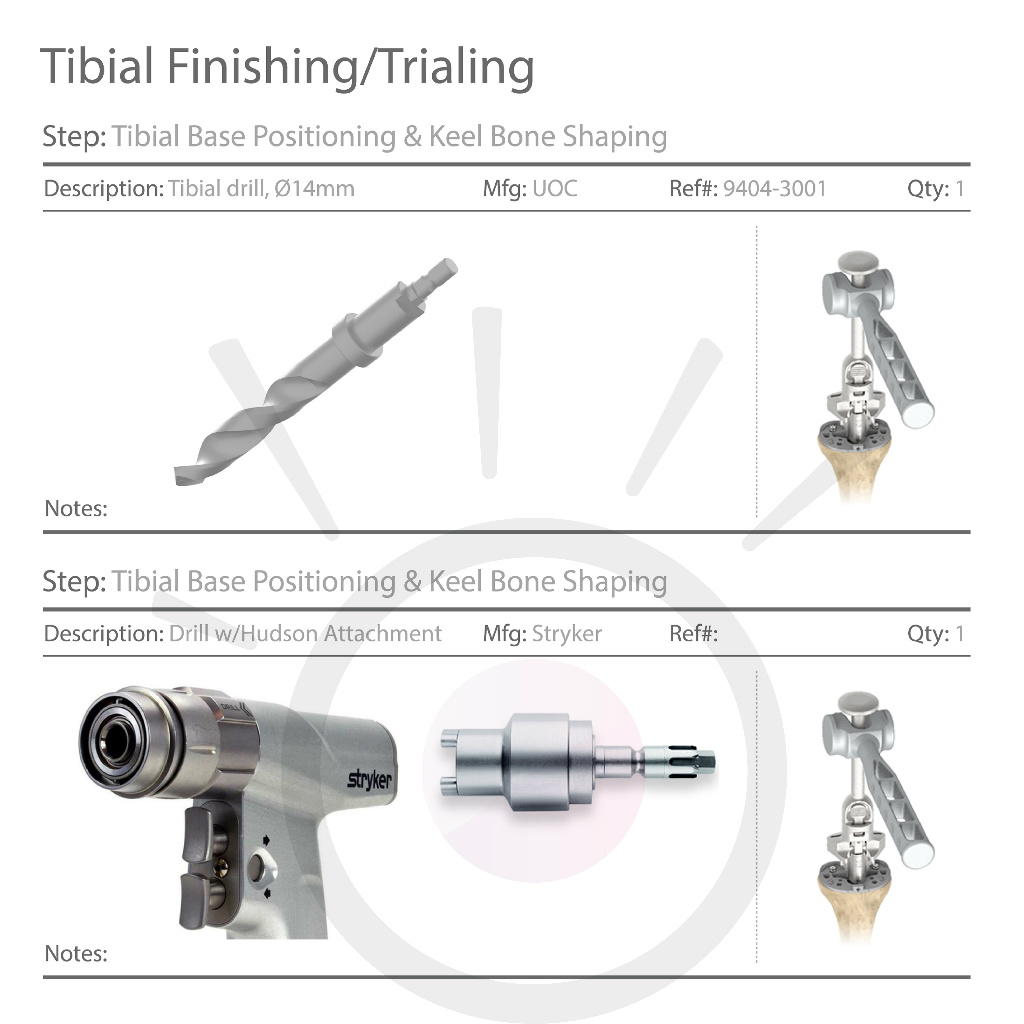 Tibial Finishing/Trialing
Step: Tibial Base Positioning & Keel Bone Shaping
Description: Tibial drill, Ø14mm Mfg: UOC Ref#: 9404-3001 Qty: 1
Notes:
Step: Tibial Base Positioning & Keel Bone Shaping
Description: Drill w/Hudson Attachment Mfg: Stryker Ref#: Qty: 1
DRILL
stryker
Notes: